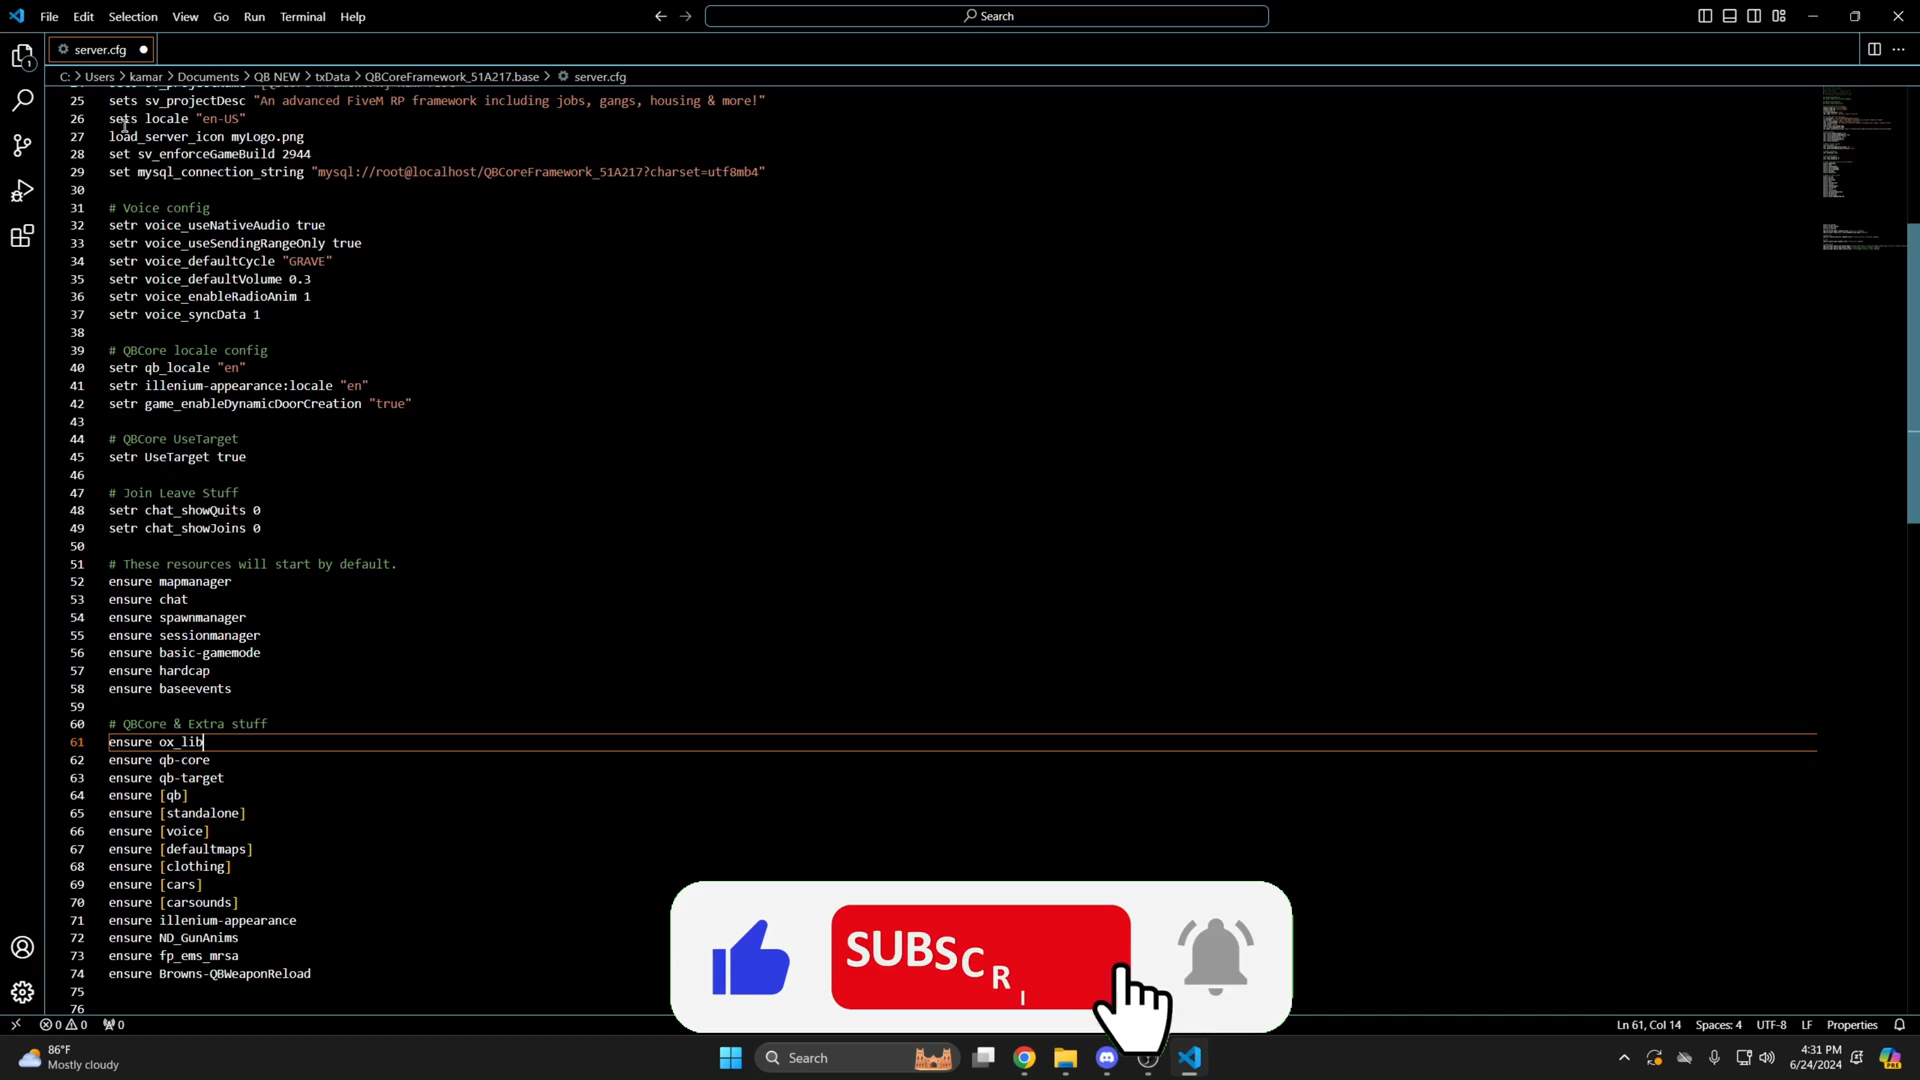 File Edit Selection View Go Run Terminal Help
Search
server.cfg
C: > Users > kamar > Documents > QB NEW > txData > QBCoreFramework_51A217.base > server.cfg
25 sets sv_projectDesc "An advanced FiveM RP framework including jobs, gangs, housing & more!"
26 sets locale "en-US"
27 load_server_icon myLogo.png
28 set sv_enforceGameBuild 2944
29 set mysql_connection_string "mysql://root@localhost/QBCoreFramework_51A217?charset=utf8mb4"
30
31 # Voice config
32 setr voice_useNativeAudio true
33 setr voice_useSendingRangeOnly true
34 setr voice_defaultCycle "GRAVE"
35 setr voice_defaultVolume 0.3
36 setr voice_enableRadioAnim 1
37 setr voice_syncData 1
38
39 # QBCore locale config
40 setr qb_locale "en"
41 setr illenium-appearance:locale "en"
42 setr game_enableDynamicDoorCreation "true"
43
44 # QBCore UseTarget
45 setr UseTarget true
46
47 # Join Leave Stuff
48 setr chat_showQuits 0
49 setr chat_showJoins 0
50
51 # These resources will start by default.
52 ensure mapmanager
53 ensure chat
54 ensure spawnmanager
55 ensure sessionmanager
56 ensure basic-gamemode
57 ensure hardcap
58 ensure baseevents
59
60 # QBCore & Extra stuff
61 ensure ox_lib
62 ensure qb-core
63 ensure qb-target
64 ensure [qb]
65 ensure [standalone]
66 ensure [voice]
67 ensure [defaultmaps]
68 ensure [clothing]
69 ensure [cars]
70 ensure [carsounds]
71 ensure illenium-appearance
72 ensure ND_GunAnims
73 ensure fp_ems_mrsa
74 ensure Browns-QBWeaponReload
75
76
SUBSCRI
0 0 0 Ln 61, Col 14 Spaces: 4 UTF-8 LF Properties
86°F
Mostly cloudy
Search
4:31 PM
6/24/2024